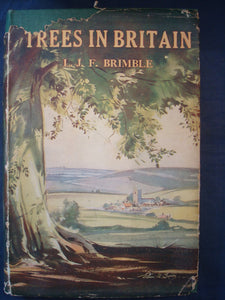 TREES IN BRITAIN
L. J. F. BRIMBLE